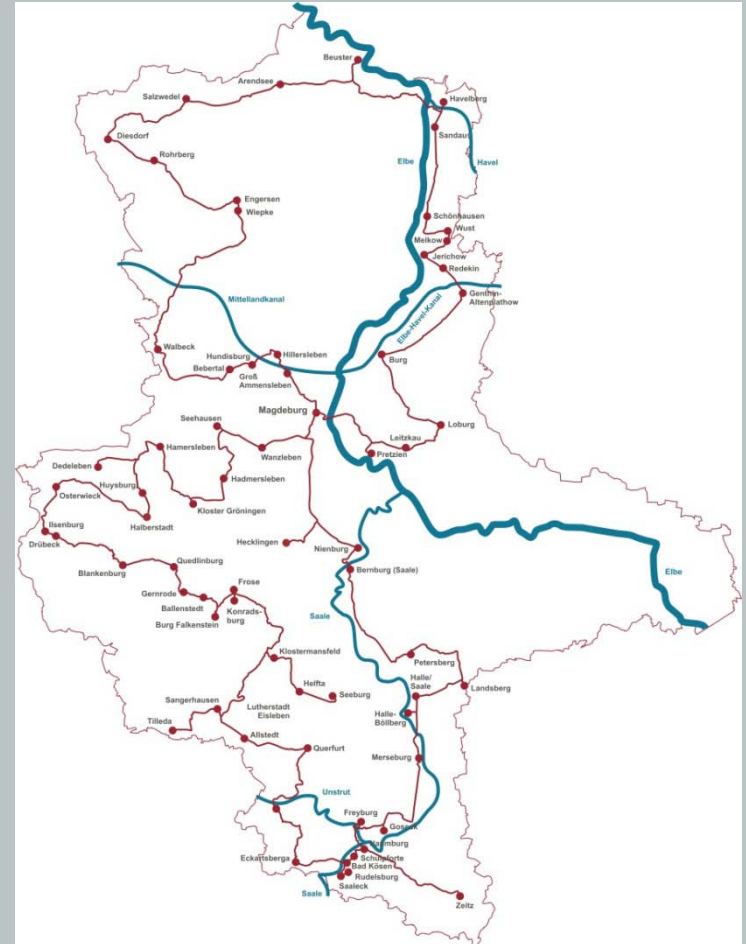 Beuster
Arendsee
Salzwedel
Havelberg
Sandau
Diesdorf
Rohrberg
Elbe
Havel
Engersen
Wiepke
Schönhausen
Wust
Melkow
Jerichow
Redekin
Genthin-
Altenplathow
Mittellandkanal
Elbe-Havel-Kanal
Walbeck
Hundisburg
Hillersleben
Bebertal
Groß
Ammensleben
Burg
Magdeburg
Seehausen
Loburg
Leitzkau
Pretzien
Hamersleben
Wanzleben
Dedeleben
Huysburg
Hadmersleben
Osterwieck
Kloster Gröningen
Halberstadt
Ilsenburg
Drübeck
Hecklingen
Nienburg
Blankenburg
Quedlinburg
Bernburg (Saale)
Elbe
Frose
Gernrode
Ballenstedt
Konrads-
burg
Burg Falkenstein
Saale
Klostermansfeld
Petersberg
Halle/
Saale
Landsberg
Helfta
Seeburg
Sangerhausen
Lutherstadt
Eisleben
Halle-
Böllberg
Tilleda
Allstedt
Querfurt
Merseburg
Unstrut
Freyburg
Goseck
Naumburg
Eckartsberga
Schulpforte
Bad Kösen
Rudelsburg
Saaleck
Saale
Zeitz